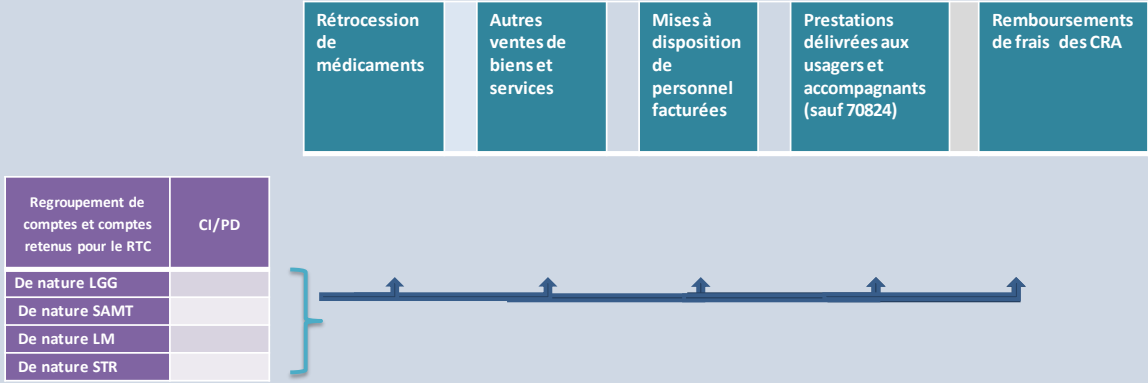 Rétrocession
de
médicaments
Autres
ventes de
biens et
services
Mises à
disposition
de
personnel
facturées
Prestations
délivrées aux
usagers et
accompagnants
(sauf 70824)
Remboursements
de frais des CRA
Regroupement de
comptes et comptes
retenus pour le RTC
CI/PD
De nature LGG
De nature SAMT
De nature LM
De nature STR